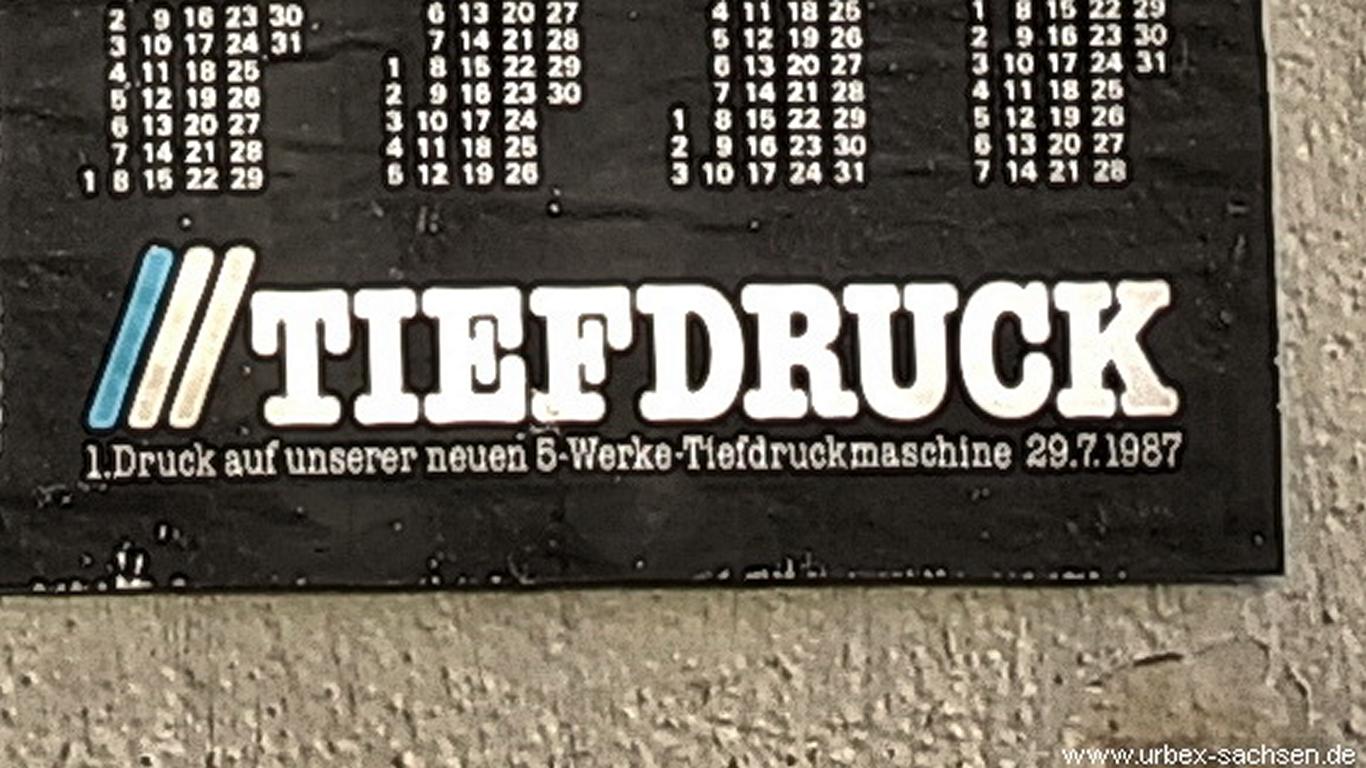 2 9 16 23 30 6 13 20 27 4 11 18 25 1 8 15 22 29
3 10 17 24 31 7 14 21 28 5 12 19 26 2 9 16 23 30
4 11 18 25 1 8 15 22 29 6 13 20 27 3 10 17 24 31
5 12 19 26 2 9 16 23 30 7 14 21 28 4 11 18 25
6 13 20 27 3 10 17 24 1 8 15 22 29 5 12 19 26
7 14 21 28 4 11 18 25 2 9 16 23 30 6 13 20 27
1 8 15 22 29 5 12 19 26 3 10 17 24 31 7 14 21 28
TIEFDRUCK
1.Druck auf unserer neuen 5-Werke-Tiefdruckmaschine 29.7.1987
www.urbex-sachsen.de